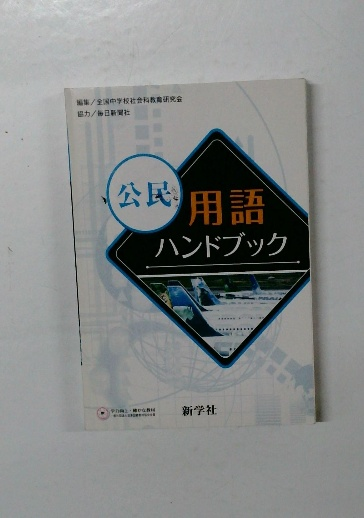 編集／全国中学校社会科教育研究会
協力／毎日新聞社
公民
用語
ハンドブック
新学社